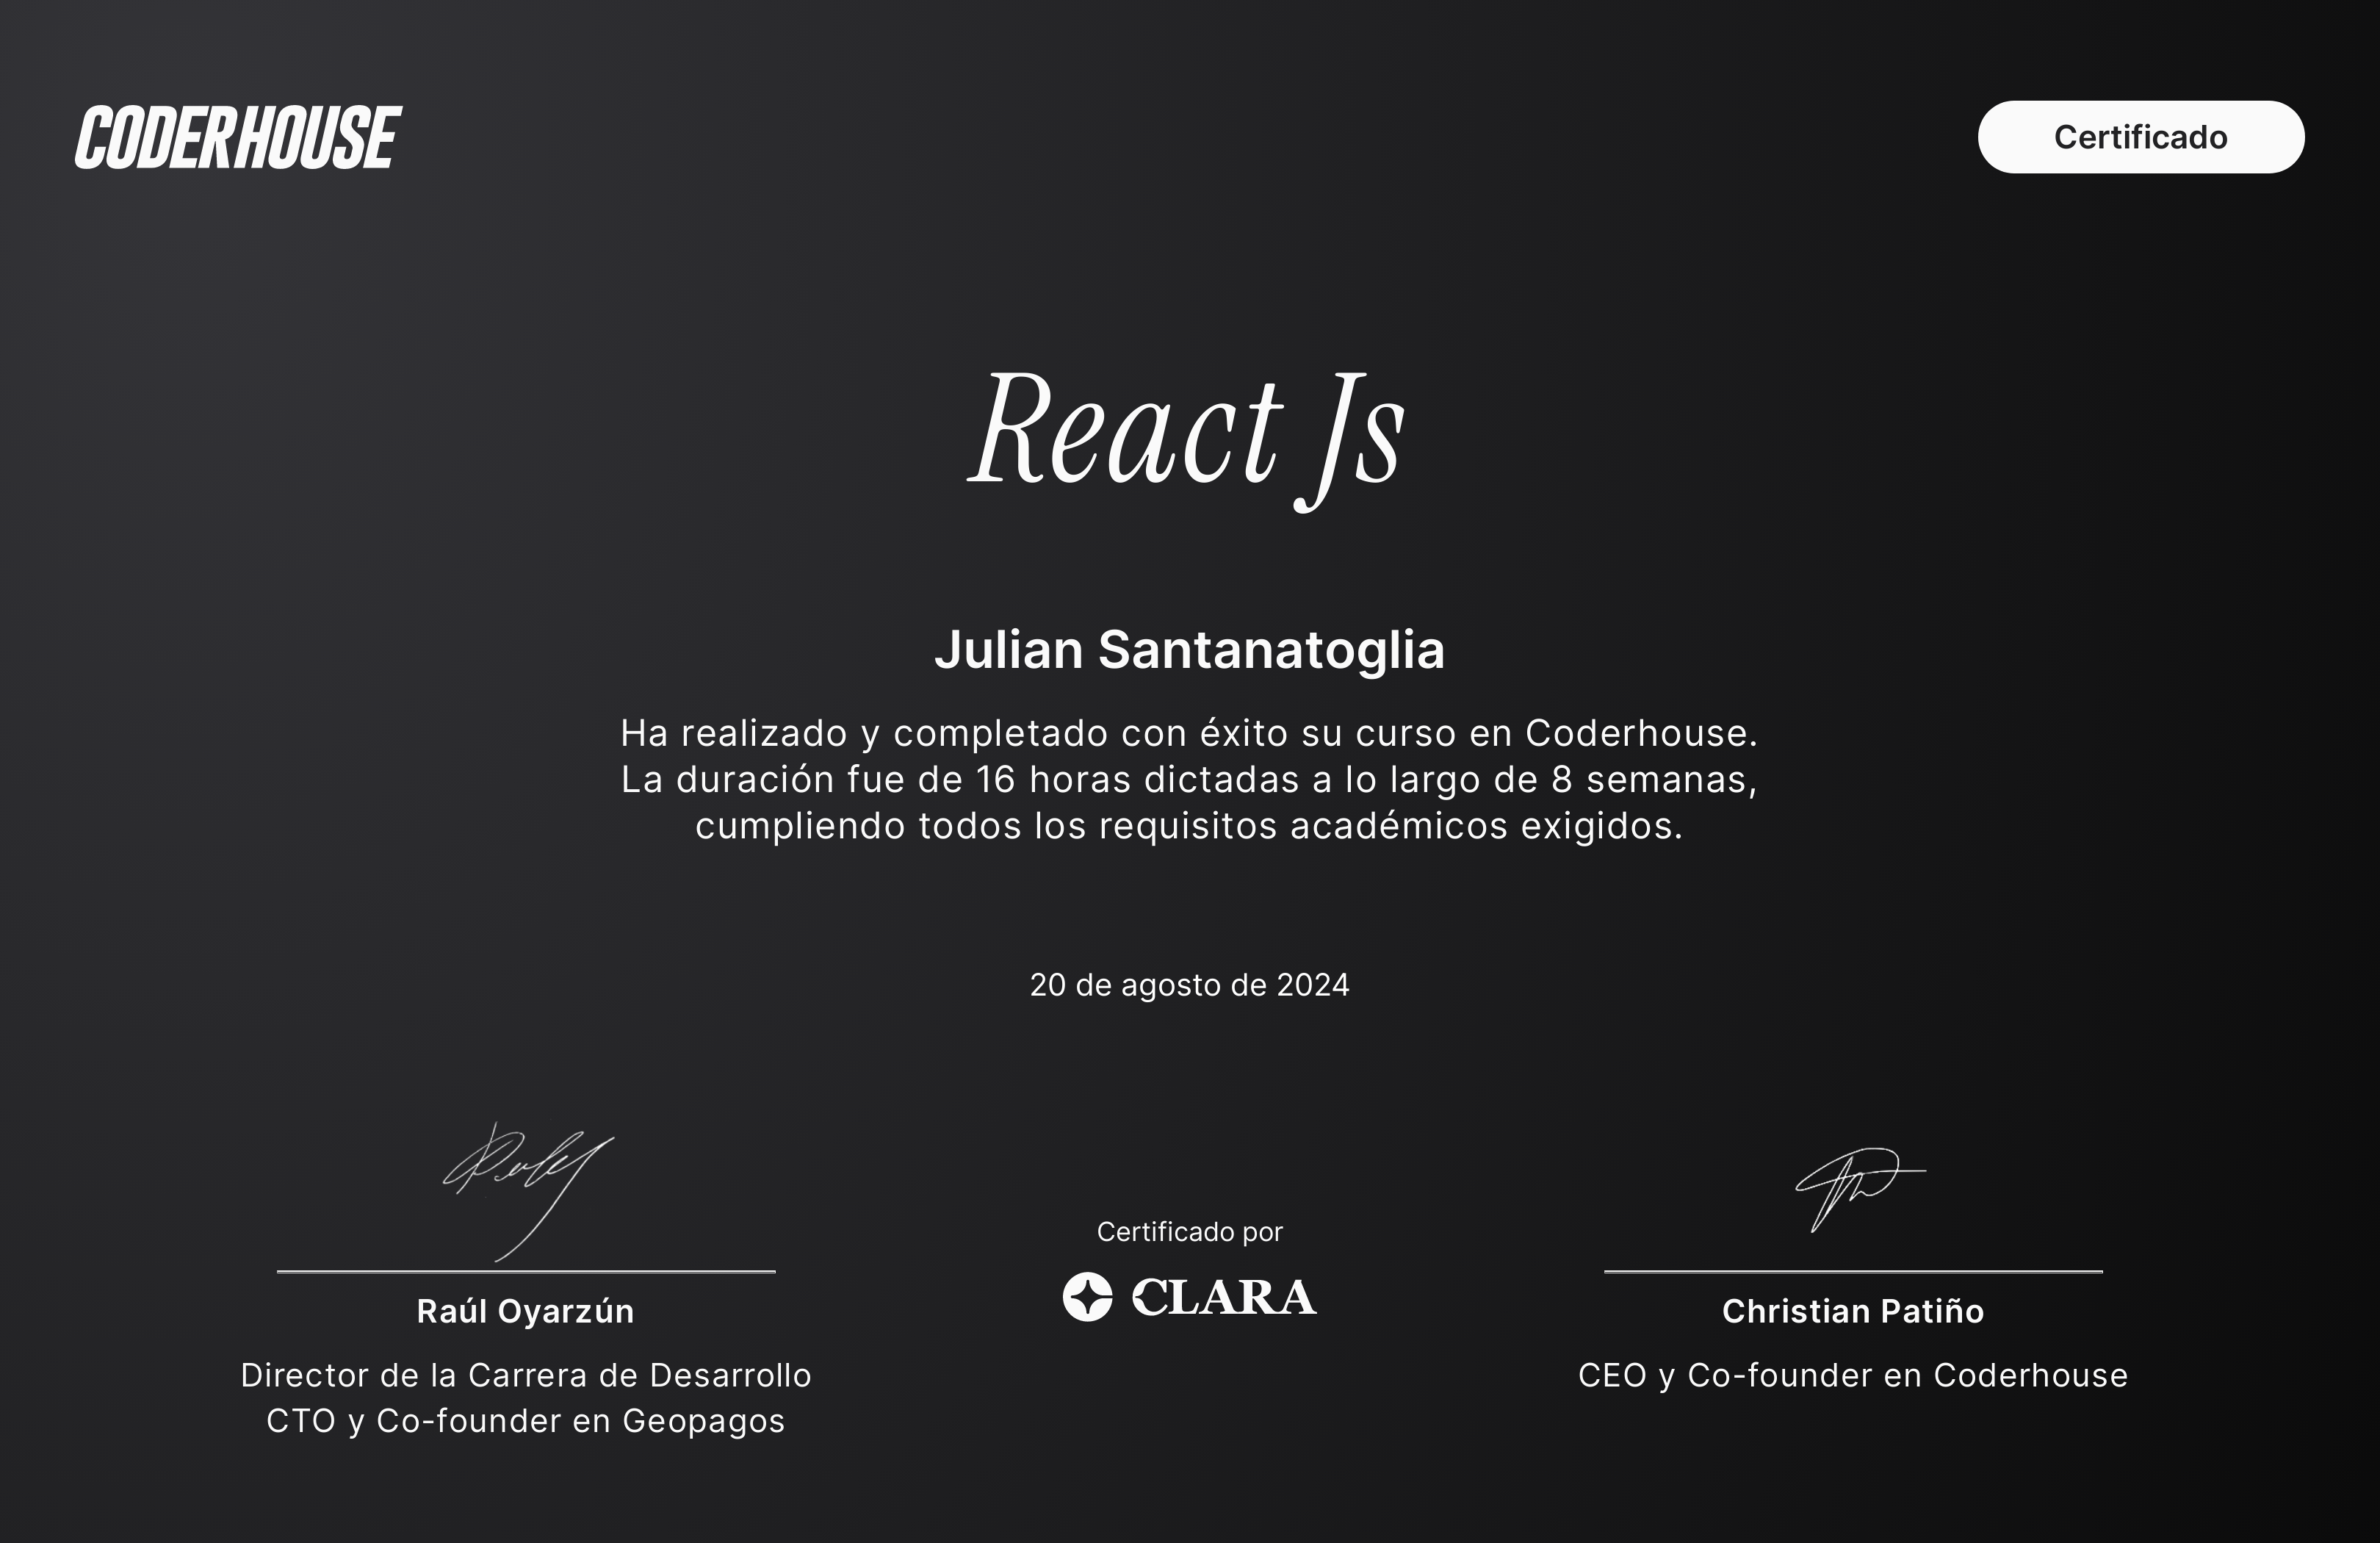 CODERHOUSE
Certificado
React Js
Julian Santanatoglia
Ha realizado y completado con éxito su curso en Coderhouse.
La duración fue de 16 horas dictadas a lo largo de 8 semanas,
cumpliendo todos los requisitos académicos exigidos.
20 de agosto de 2024
Raúl Oyarzún
Director de la Carrera de Desarrollo
CTO y Co-founder en Geopagos
Certificado por
CLARA
Christian Patiño
CEO y Co-founder en Coderhouse